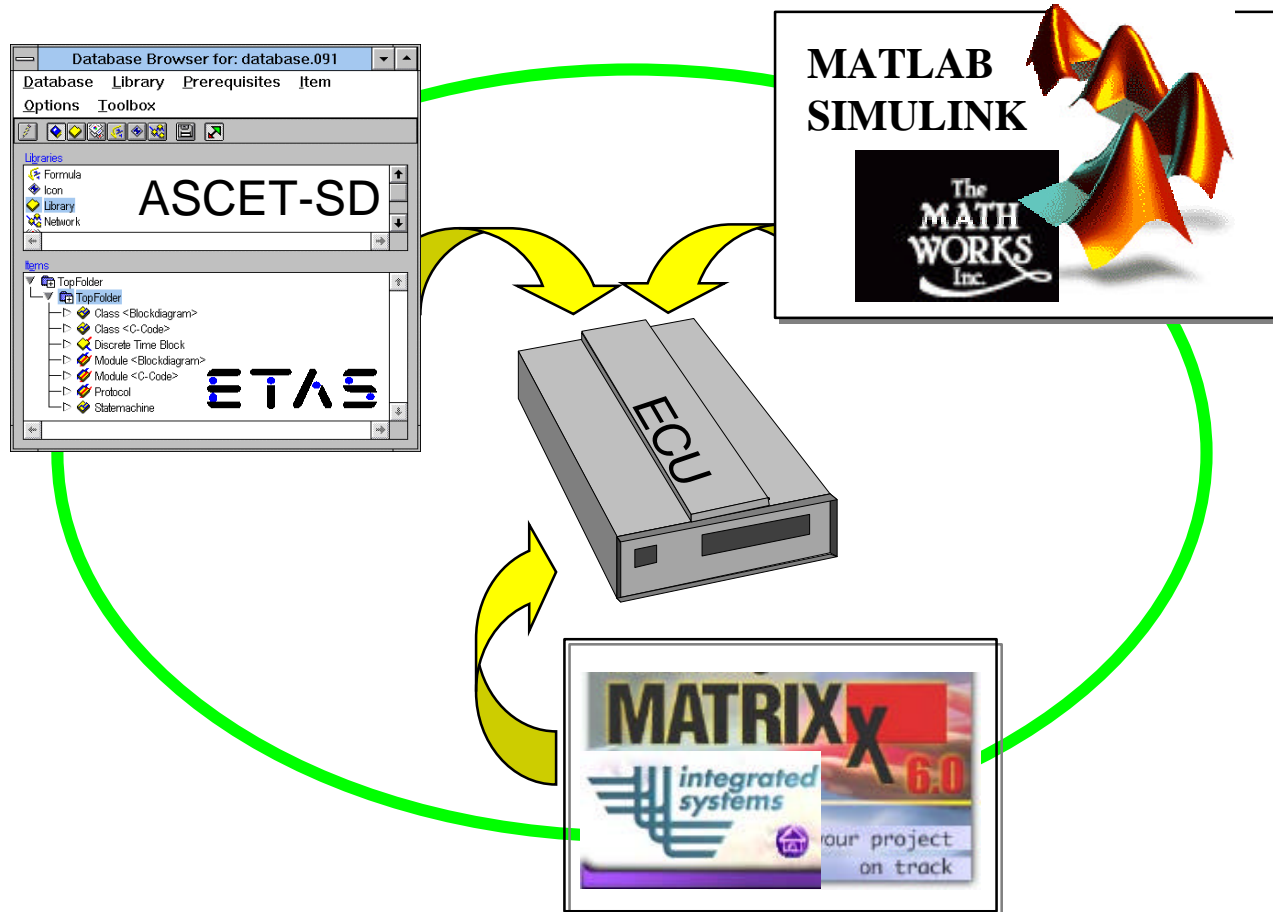 Database Browser for: database.091
Database Library Prerequisites Item
Options Toolbox
Libraries
Formula
Icon
Library
Network
ASCET-SD
Items
TopFolder
TopFolder
Class <Blockdiagram>
Class <C-Code>
Discrete Time Block
Module <Blockdiagram>
Module <C-Code>
Protocol
Statemachine
ETAS
MATLAB
SIMULINK
The
MATH
WORKS
Inc.
ECU
MATRIXX
6.0
integrated
systems
your project
on track